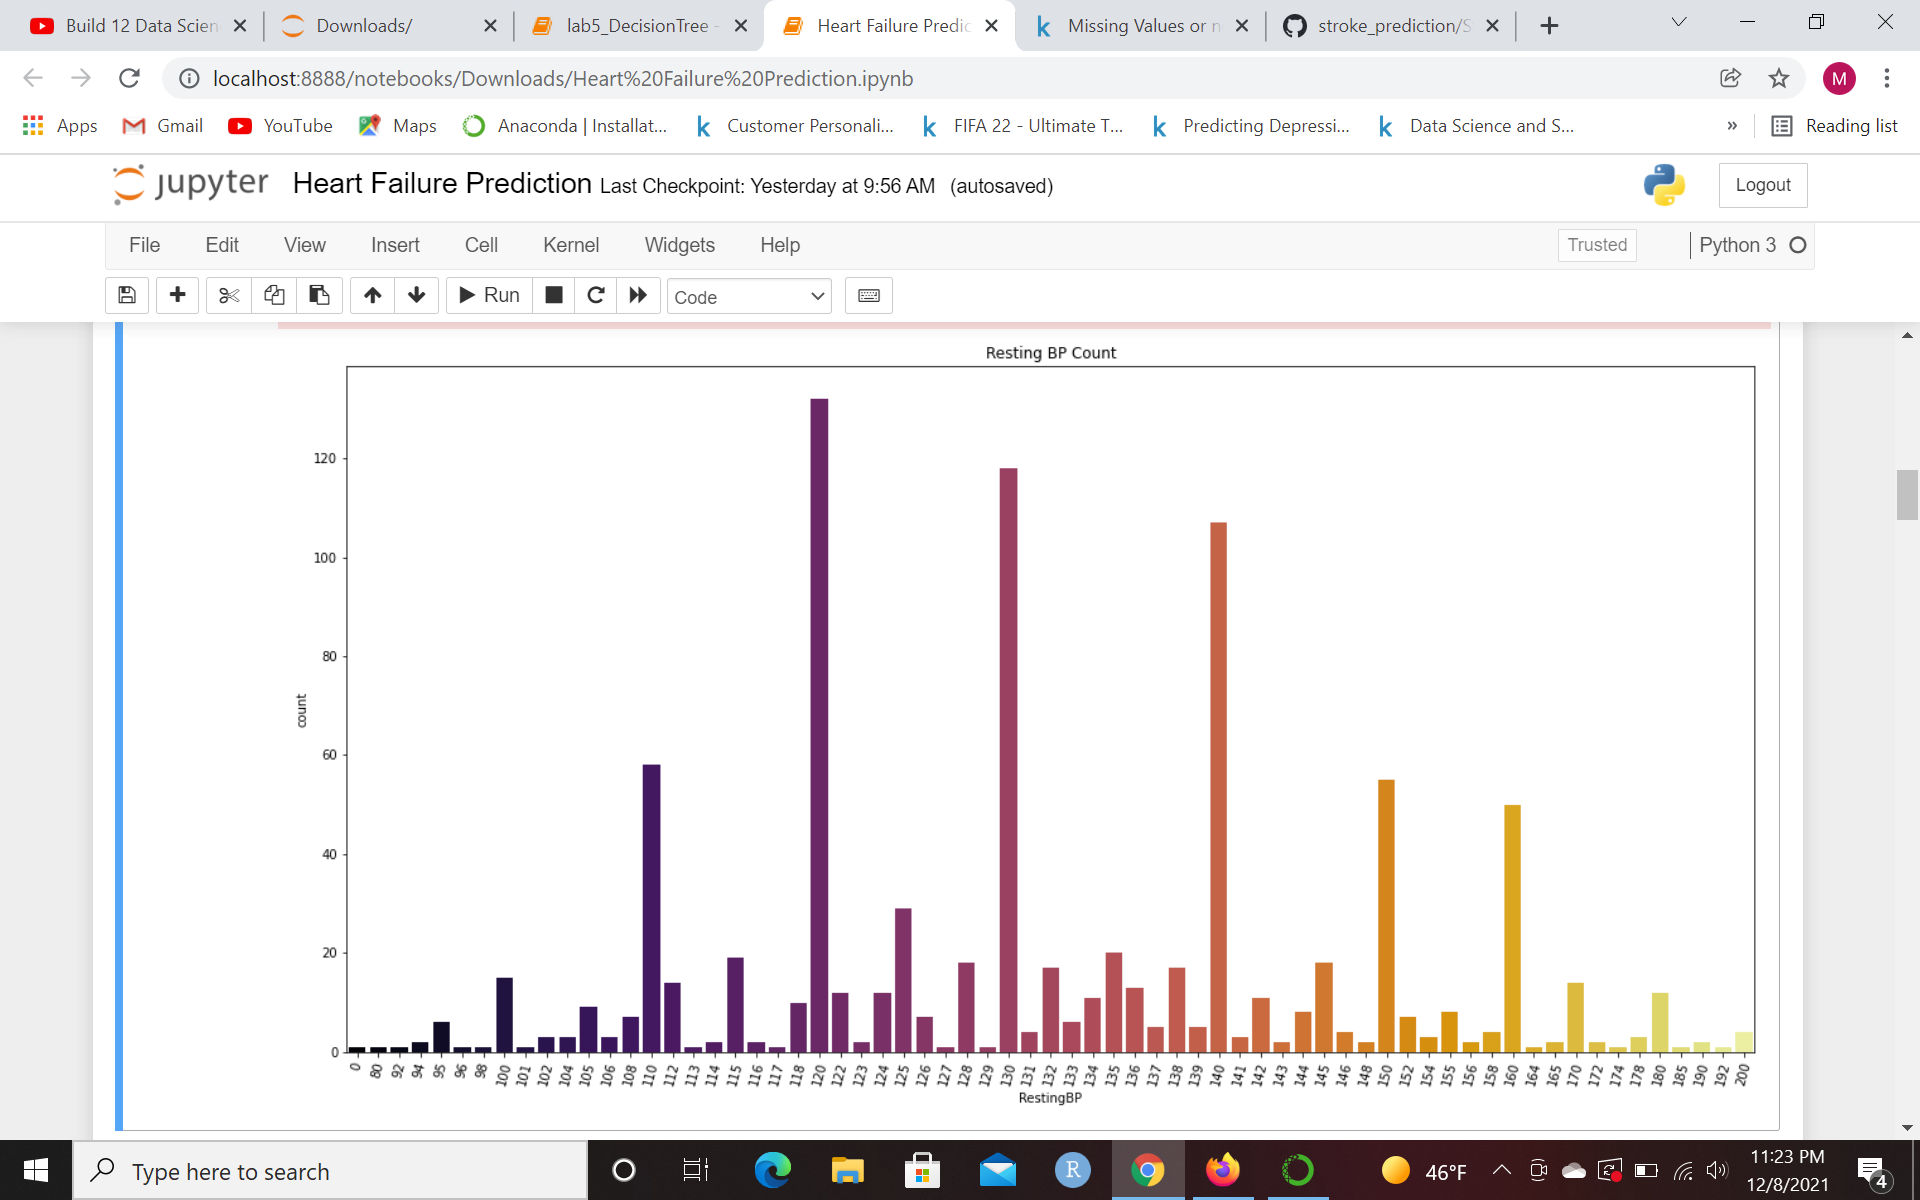 Build 12 Data Scien
Downloads/
lab5_DecisionTree -
Heart Failure Predic
Missing Values or n
stroke_prediction/S
localhost:8888/notebooks/Downloads/Heart%20Failure%20Prediction.ipynb
M
Apps Gmail YouTube Maps Anaconda | Installat... Customer Personali... FIFA 22 - Ultimate T... Predicting Depressi... Data Science and S... » Reading list
jupyter Heart Failure Prediction Last Checkpoint: Yesterday at 9:56 AM (autosaved)
Logout
File Edit View Insert Cell Kernel Widgets Help Trusted Python 3
Run Code
Resting BP Count
120
100
80
60
40
20
0
count
0 80 92 94 95 96 98 100 101 102 104 105 106 108 110 112 113 114 115 116 117 118 120 122 123 124 125 126 127 128 129 130 131 132 133 134 135 136 137 138 139 140 141 142 143 144 145 146 148 150 152 154 155 156 158 160 164 165 170 172 174 178 180 185 190 192 200
RestingBP
Type here to search
R
46°F
11:23 PM
12/8/2021
4